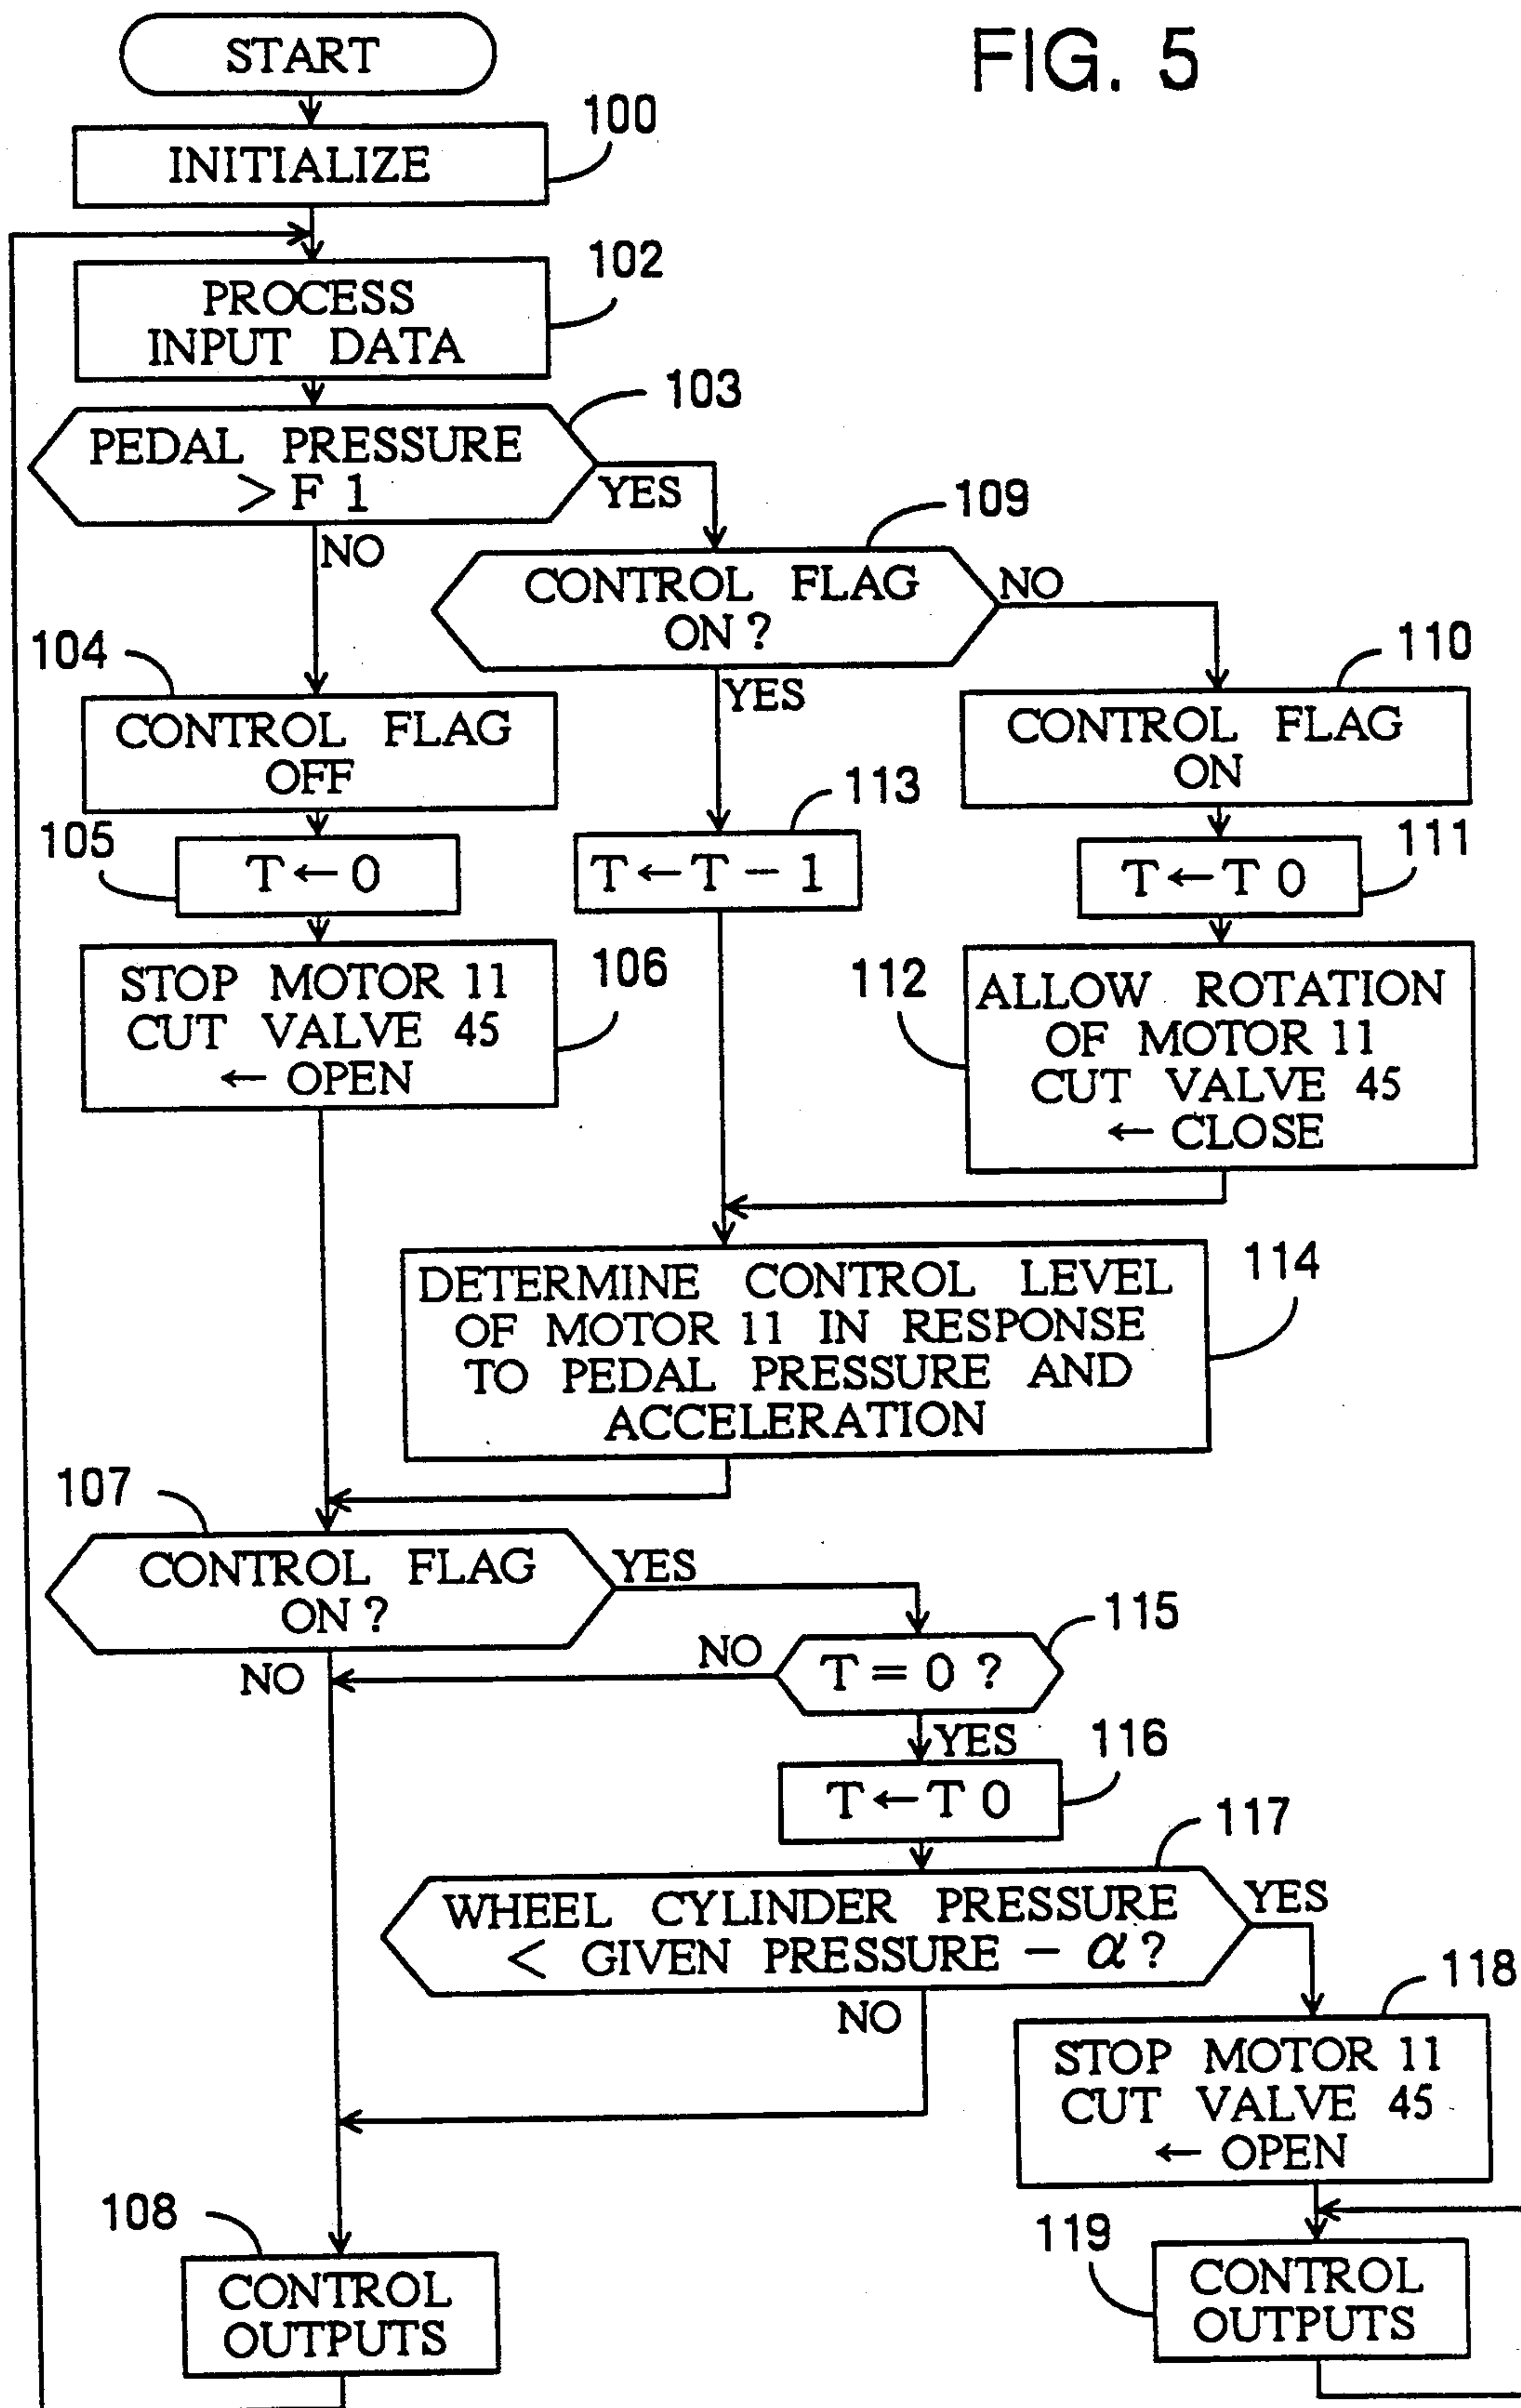 FIG. 5
START
100
INITIALIZE
102
PROCESS
INPUT DATA
103
PEDAL PRESSURE
> F 1
YES
NO
109
CONTROL FLAG
ON ?
NO
YES
104
CONTROL FLAG
OFF
110
CONTROL FLAG
ON
105
T ← 0
113
T ← T − 1
111
T ← T 0
106
STOP MOTOR 11
CUT VALVE 45
← OPEN
112
ALLOW ROTATION
OF MOTOR 11
CUT VALVE 45
← CLOSE
114
DETERMINE CONTROL LEVEL
OF MOTOR 11 IN RESPONSE
TO PEDAL PRESSURE AND
ACCELERATION
107
CONTROL FLAG
ON ?
YES
NO
115
T = 0 ?
NO
YES
116
T ← T 0
117
WHEEL CYLINDER PRESSURE
< GIVEN PRESSURE − α ?
YES
NO
118
STOP MOTOR 11
CUT VALVE 45
← OPEN
108
CONTROL
OUTPUTS
119
CONTROL
OUTPUTS